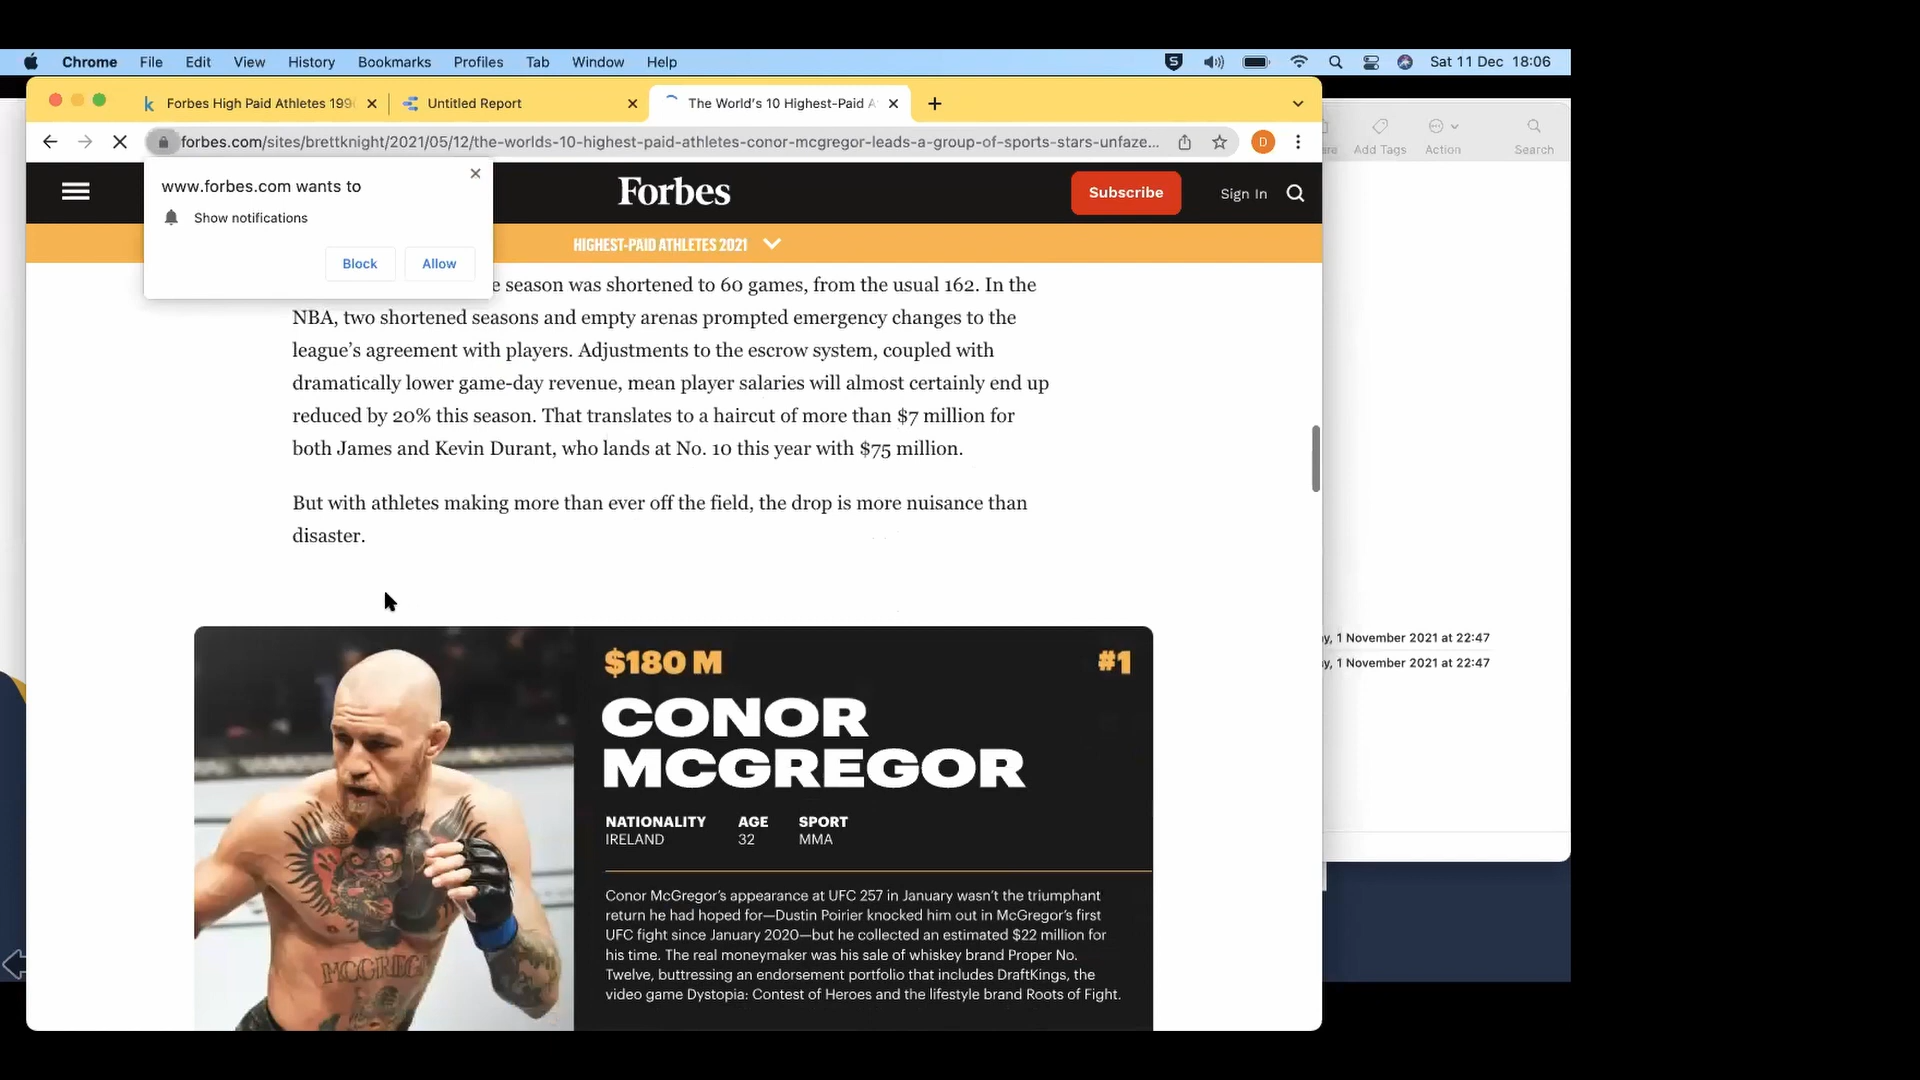 Chrome File Edit View History Bookmarks Profiles Tab Window Help
S
Sat 11 Dec 18:06
k Forbes High Paid Athletes 199
Untitled Report
The World's 10 Highest-Paid A
forbes.com/sites/brettknight/2021/05/12/the-worlds-10-highest-paid-athletes-conor-mcgregor-leads-a-group-of-sports-stars-unfaze...
D
Add Tags
Action
Search
www.forbes.com wants to
Show notifications
Block
Allow
Forbes
Subscribe
Sign In
HIGHEST-PAID ATHLETES 2021
season was shortened to 60 games, from the usual 162. In the
NBA, two shortened seasons and empty arenas prompted emergency changes to the
league's agreement with players. Adjustments to the escrow system, coupled with
dramatically lower game-day revenue, mean player salaries will almost certainly end up
reduced by 20% this season. That translates to a haircut of more than $7 million for
both James and Kevin Durant, who lands at No. 10 this year with $75 million.
But with athletes making more than ever off the field, the drop is more nuisance than
disaster.
1 November 2021 at 22:47
1 November 2021 at 22:47
$180 M
#1
CONOR
MCGREGOR
NATIONALITY AGE SPORT
IRELAND 32 MMA
Conor McGregor's appearance at UFC 257 in January wasn't the triumphant
return he had hoped for—Dustin Poirier knocked him out in McGregor's first
UFC fight since January 2020—but he collected an estimated $22 million for
his time. The real moneymaker was his sale of whiskey brand Proper No.
Twelve, buttressing an endorsement portfolio that includes DraftKings, the
video game Dystopia: Contest of Heroes and the lifestyle brand Roots of Fight.